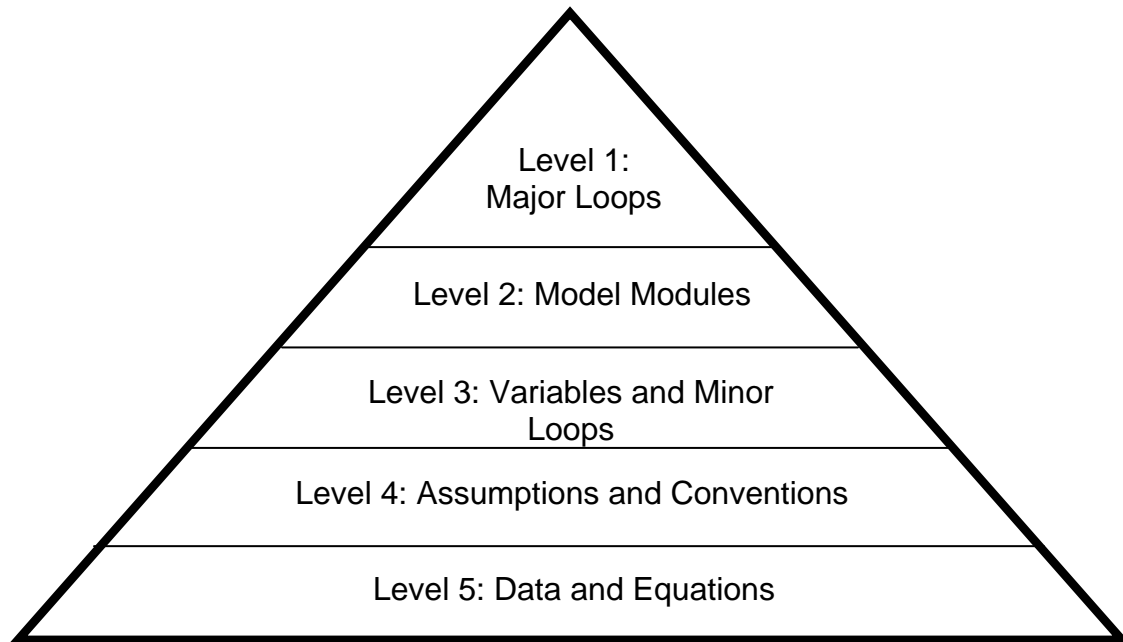 Level 1:
Major Loops
Level 2: Model Modules
Level 3: Variables and Minor
Loops
Level 4: Assumptions and Conventions
Level 5: Data and Equations